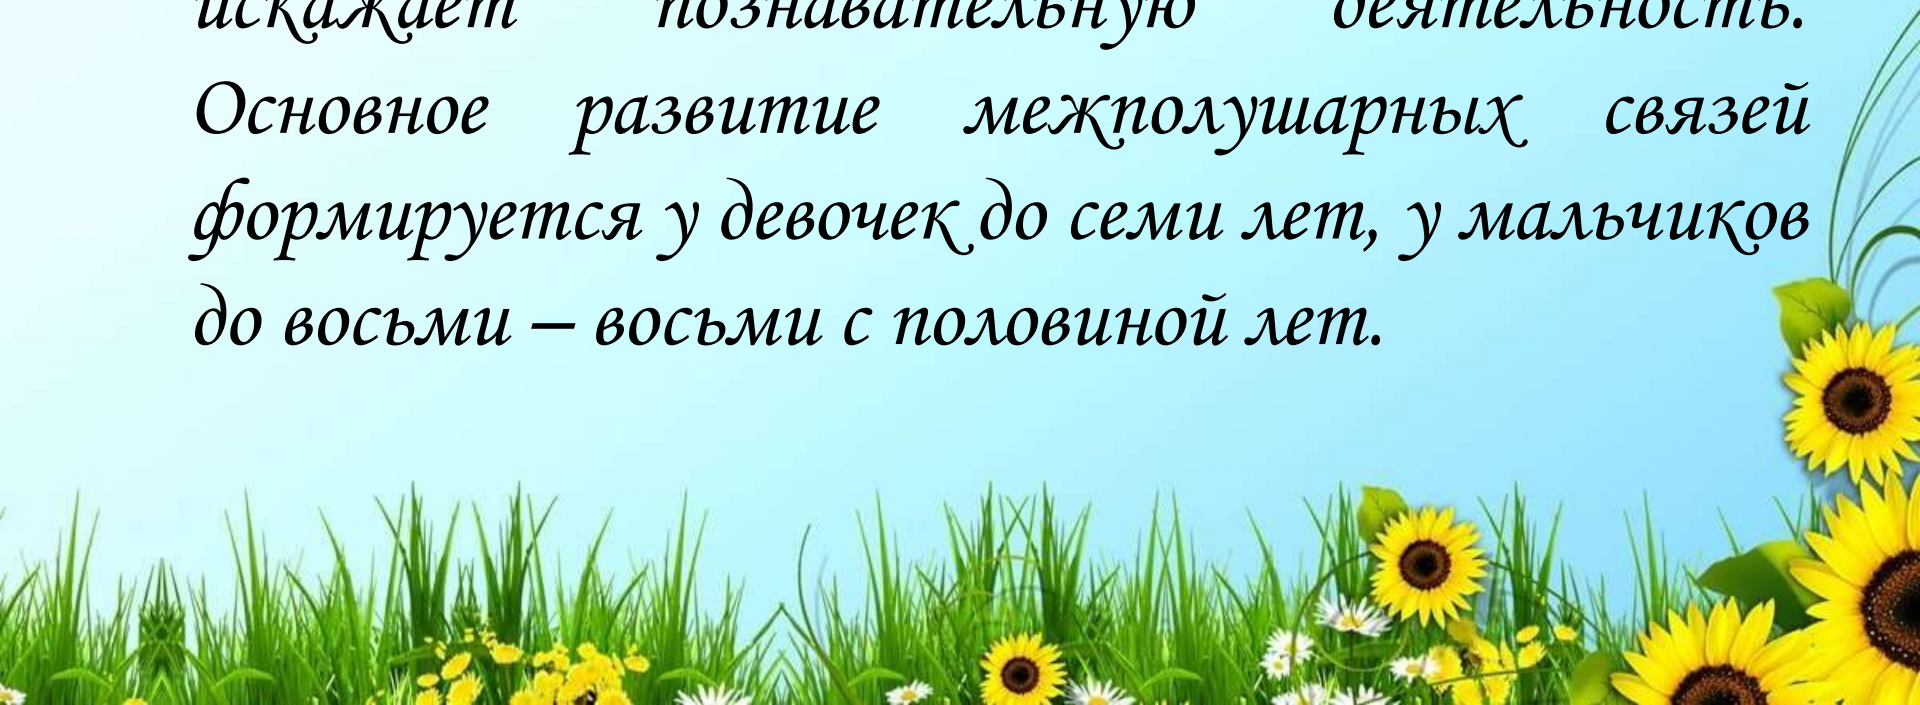 искажает познавательную деятельность.
Основное развитие межполушарных связей
формируется у девочек до семи лет, у мальчиков
до восьми – восьми с половиной лет.